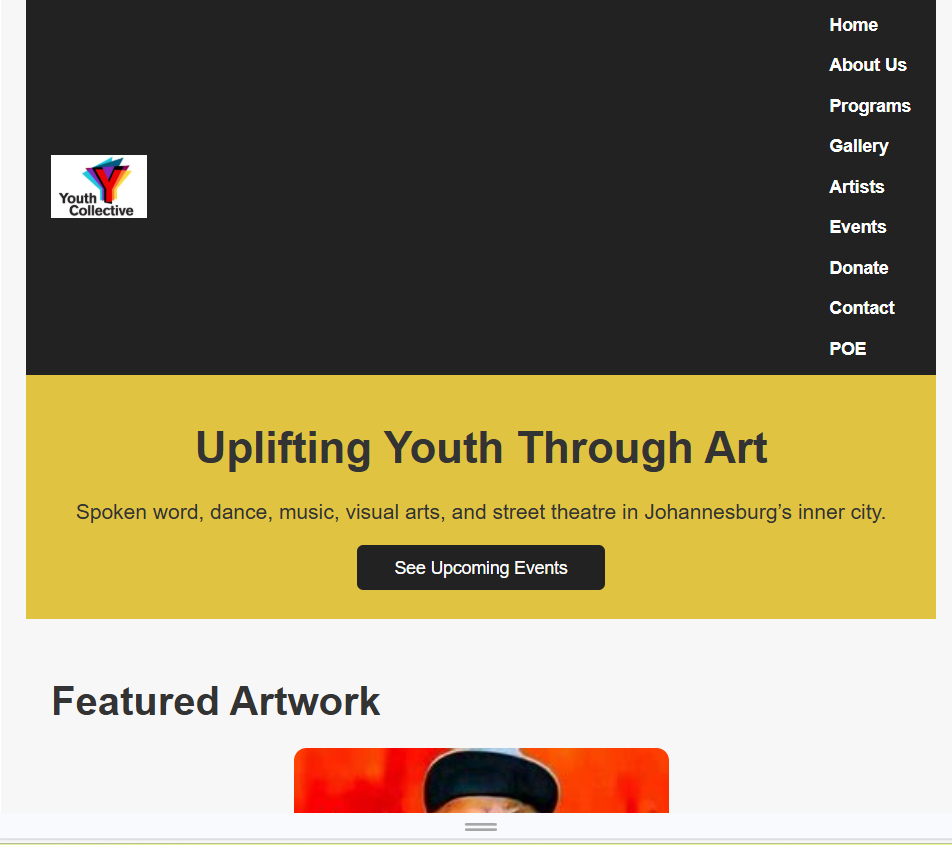 Home
About Us
Programs
Gallery
Artists
Events
Donate
Contact
POE
Youth
Collective
Uplifting Youth Through Art
Spoken word, dance, music, visual arts, and street theatre in Johannesburg’s inner city.
See Upcoming Events
Featured Artwork